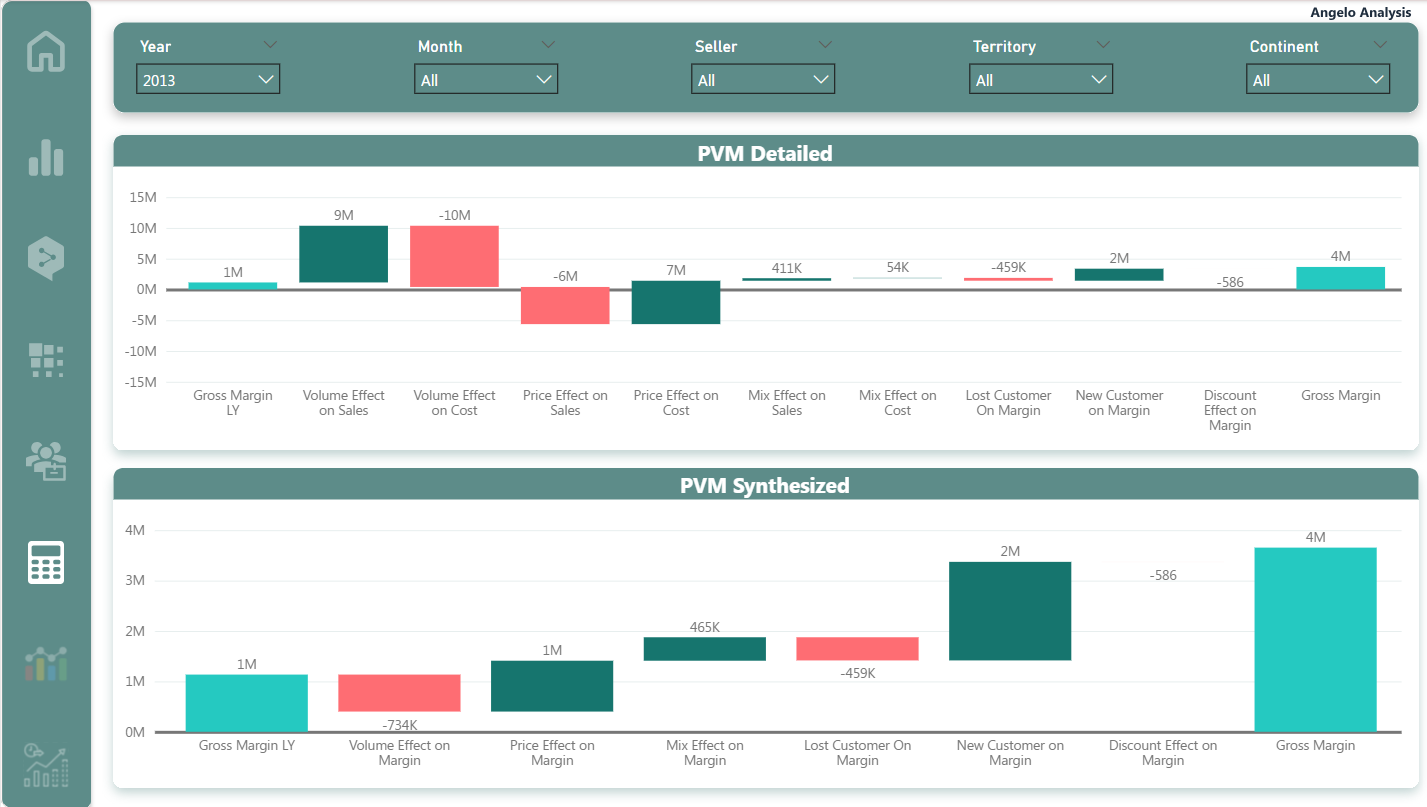 Angelo Analysis
Year
Month
Seller
Territory
Continent
2013
All
All
All
All
PVM Detailed
15M
10M
5M
0M
-5M
-10M
-15M
1M
9M
-10M
-6M
7M
411K
54K
-459K
2M
-586
4M
Gross Margin
LY
Volume Effect
on Sales
Volume Effect
on Cost
Price Effect on
Sales
Price Effect on
Cost
Mix Effect on
Sales
Mix Effect on
Cost
Lost Customer
On Margin
New Customer
on Margin
Discount
Effect on
Margin
Gross Margin
PVM Synthesized
4M
3M
2M
1M
0M
1M
-734K
1M
465K
-459K
2M
-586
4M
Gross Margin LY
Volume Effect on
Margin
Price Effect on
Margin
Mix Effect on
Margin
Lost Customer On
Margin
New Customer on
Margin
Discount Effect on
Margin
Gross Margin